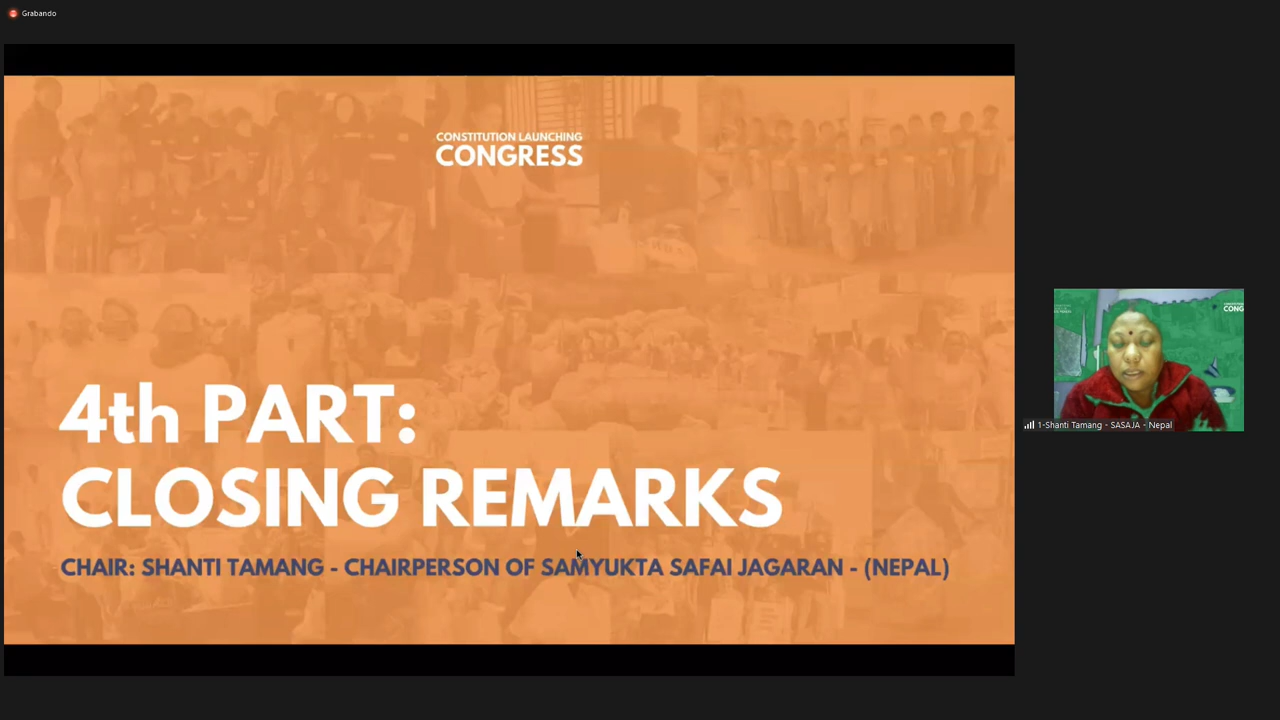 Grabando
CONSTITUTION LAUNCHING
CONGRESS
4th PART:
CLOSING REMARKS
CHAIR: SHANTI TAMANG - CHAIRPERSON OF SAMYUKTA SAFAI JAGARAN - (NEPAL)
CONG
1-Shanti Tamang - SASAJA - Nepal